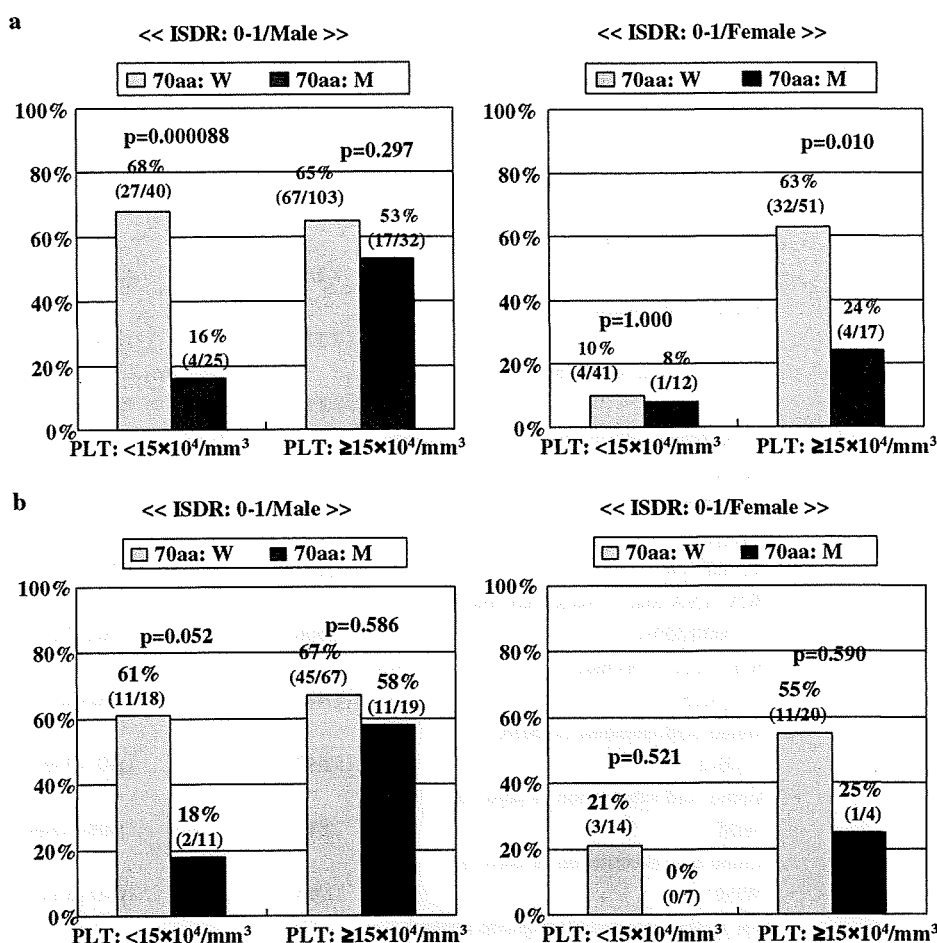 a
<< ISDR: 0-1/Male >>
70aa: W 70aa: M
100%
80%
60%
40%
20%
0%
p=0.000088
68%
(27/40)
16%
(4/25)
p=0.297
65%
(67/103)
53%
(17/32)
PLT: <15×10⁴/mm³ PLT: ≥15×10⁴/mm³
<< ISDR: 0-1/Female >>
70aa: W 70aa: M
100%
80%
60%
40%
20%
0%
p=1.000
10%
(4/41)
8%
(1/12)
p=0.010
63%
(32/51)
24%
(4/17)
PLT: <15×10⁴/mm³ PLT: ≥15×10⁴/mm³
b
<< ISDR: 0-1/Male >>
70aa: W 70aa: M
100%
80%
60%
40%
20%
0%
p=0.052
61%
(11/18)
18%
(2/11)
p=0.586
67%
(45/67)
58%
(11/19)
PLT: <15×10⁴/mm³ PLT: ≥15×10⁴/mm³
<< ISDR: 0-1/Female >>
70aa: W 70aa: M
100%
80%
60%
40%
20%
0%
p=0.521
21%
(3/14)
0%
(0/7)
p=0.590
55%
(11/20)
25%
(1/4)
PLT: <15×10⁴/mm³ PLT: ≥15×10⁴/mm³